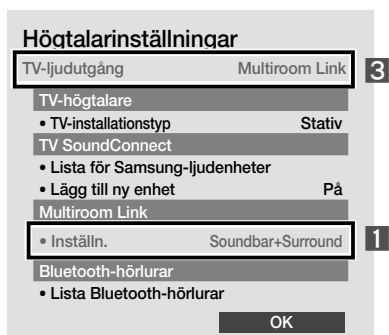 Högtalarinställningar
TV-ljudutgång Multiroom Link 3
TV-högtalare
• TV-installationstyp Stativ
TV SoundConnect
• Lista för Samsung-ljudenheter
• Lägg till ny enhet På
Multiroom Link
• Inställn. Soundbar+Surround 1
Bluetooth-hörlurar
• Lista Bluetooth-hörlurar
OK